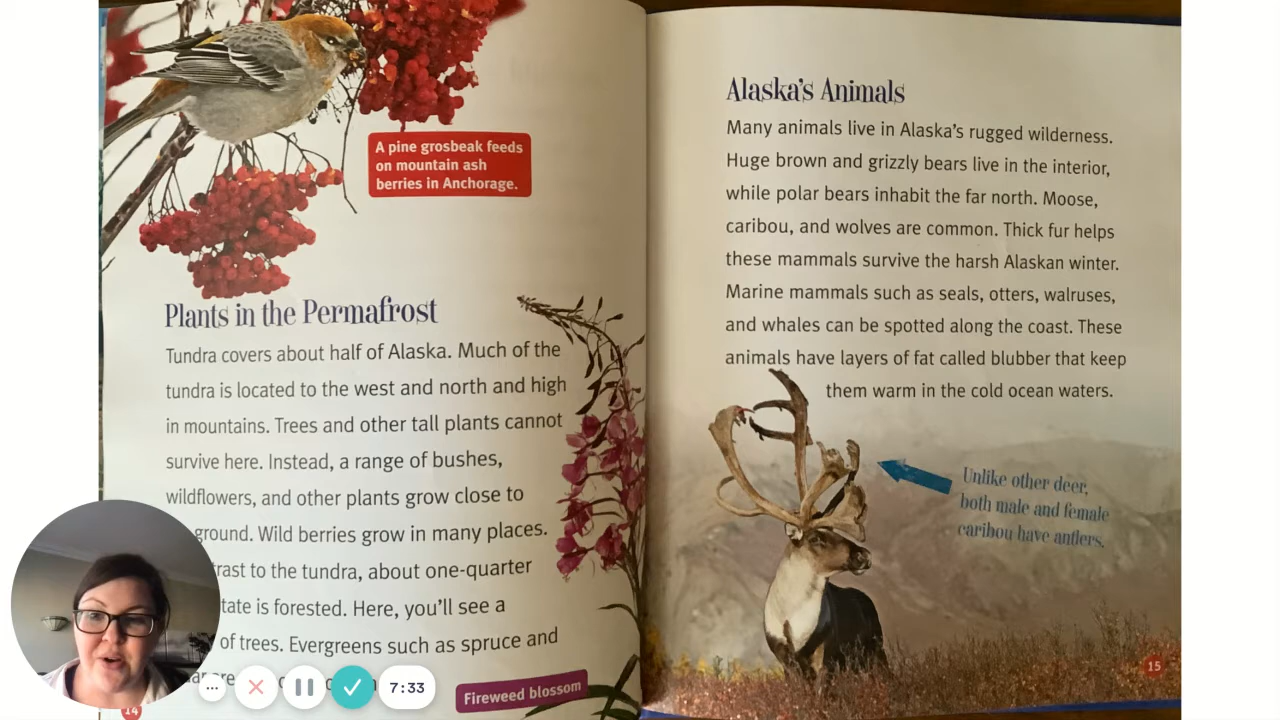 A pine grosbeak feeds
on mountain ash
berries in Anchorage.
Plants in the Permafrost
Tundra covers about half of Alaska. Much of the
tundra is located to the west and north and high
in mountains. Trees and other tall plants cannot
survive here. Instead, a range of bushes,
wildflowers, and other plants grow close to
ground. Wild berries grow in many places.
trast to the tundra, about one-quarter
tate is forested. Here, you'll see a
of trees. Evergreens such as spruce and
Fireweed blossom
14
Alaska's Animals
Many animals live in Alaska's rugged wilderness.
Huge brown and grizzly bears live in the interior,
while polar bears inhabit the far north. Moose,
caribou, and wolves are common. Thick fur helps
these mammals survive the harsh Alaskan winter.
Marine mammals such as seals, otters, walruses,
and whales can be spotted along the coast. These
animals have layers of fat called blubber that keep
them warm in the cold ocean waters.
Unlike other deer,
both male and female
caribou have antlers.
15
7:33